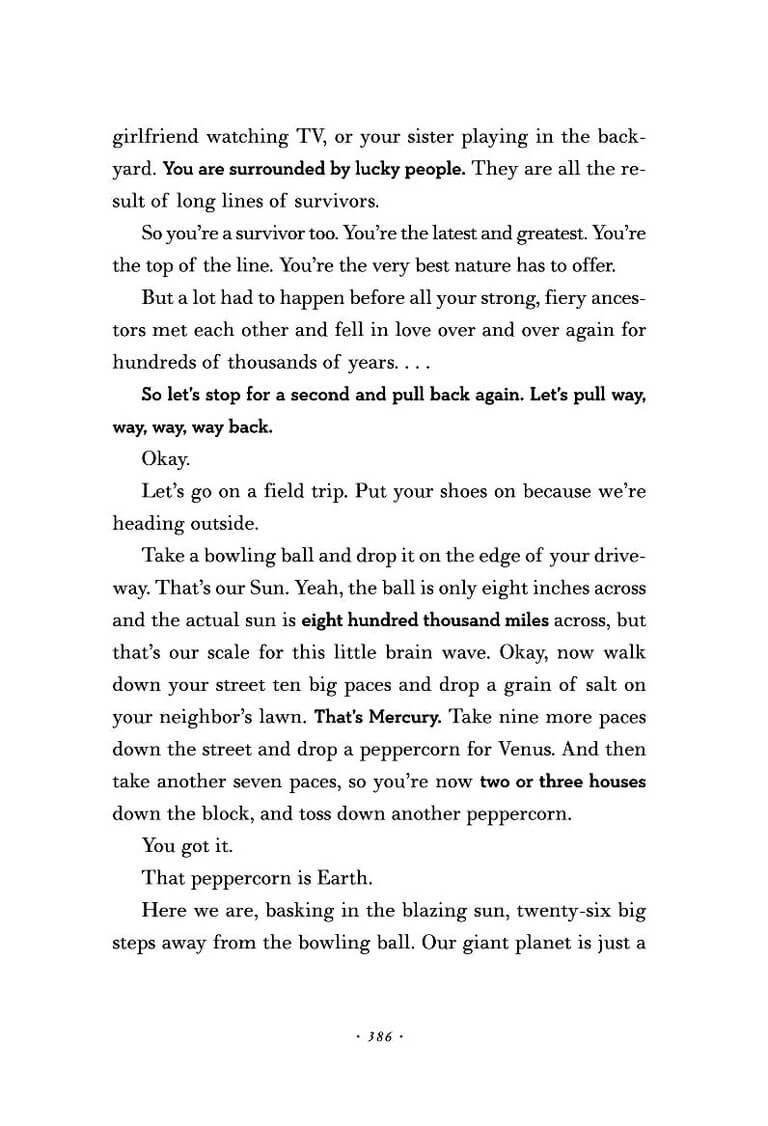 girlfriend watching TV, or your sister playing in the back-
yard. You are surrounded by lucky people. They are all the re-
sult of long lines of survivors.
So you’re a survivor too. You’re the latest and greatest. You’re
the top of the line. You’re the very best nature has to offer.
But a lot had to happen before all your strong, fiery ances-
tors met each other and fell in love over and over again for
hundreds of thousands of years. . . .
So let’s stop for a second and pull back again. Let’s pull way,
way, way, way back.
Okay.
Let’s go on a field trip. Put your shoes on because we’re
heading outside.
Take a bowling ball and drop it on the edge of your drive-
way. That’s our Sun. Yeah, the ball is only eight inches across
and the actual sun is eight hundred thousand miles across, but
that’s our scale for this little brain wave. Okay, now walk
down your street ten big paces and drop a grain of salt on
your neighbor’s lawn. That’s Mercury. Take nine more paces
down the street and drop a peppercorn for Venus. And then
take another seven paces, so you’re now two or three houses
down the block, and toss down another peppercorn.
You got it.
That peppercorn is Earth.
Here we are, basking in the blazing sun, twenty-six big
steps away from the bowling ball. Our giant planet is just a
· 386 ·